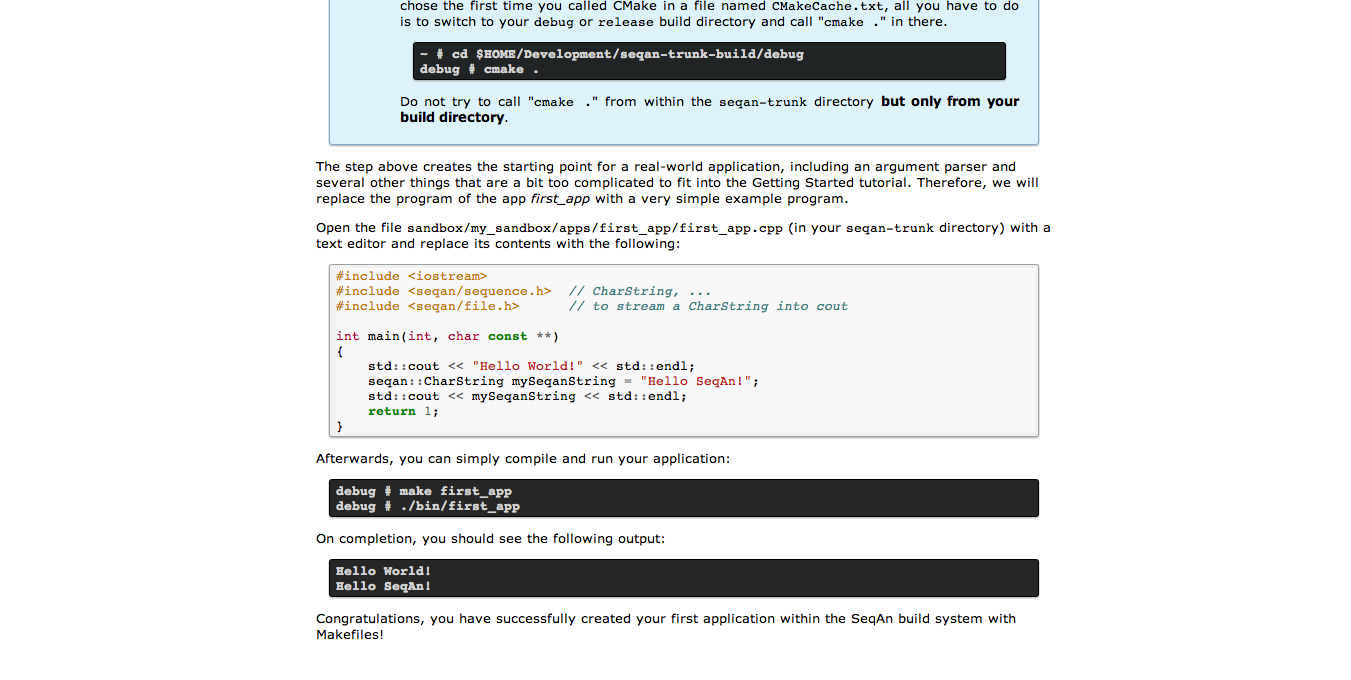 chose the first time you called CMake in a file named CMakeCache.txt, all you have to do
is to switch to your debug or release build directory and call "cmake ." in there.
~ # cd $HOME/Development/seqan-trunk-build/debug
debug # cmake .
Do not try to call "cmake ." from within the seqan-trunk directory but only from your
build directory.
The step above creates the starting point for a real-world application, including an argument parser and
several other things that are a bit too complicated to fit into the Getting Started tutorial. Therefore, we will
replace the program of the app first_app with a very simple example program.
Open the file sandbox/my_sandbox/apps/first_app/first_app.cpp (in your seqan-trunk directory) with a
text editor and replace its contents with the following:
#include <iostream>
#include <seqan/sequence.h>  // CharString, ...
#include <seqan/file.h>      // to stream a CharString into cout
int main(int, char const **)
{
    std::cout << "Hello World!" << std::endl;
    seqan::CharString mySeqanString = "Hello SeqAn!";
    std::cout << mySeqanString << std::endl;
    return 1;
}
Afterwards, you can simply compile and run your application:
debug # make first_app
debug # ./bin/first_app
On completion, you should see the following output:
Hello World!
Hello SeqAn!
Congratulations, you have successfully created your first application within the SeqAn build system with
Makefiles!